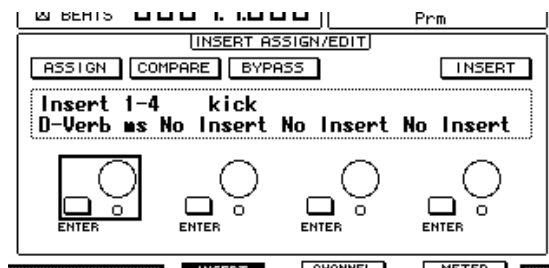 BEATS Prm
INSERT ASSIGN/EDIT
ASSIGN COMPARE BYPASS INSERT
Insert 1-4 kick
D-Verb ms No Insert No Insert No Insert
ENTER ENTER ENTER ENTER
INSERT CHANNEL METER